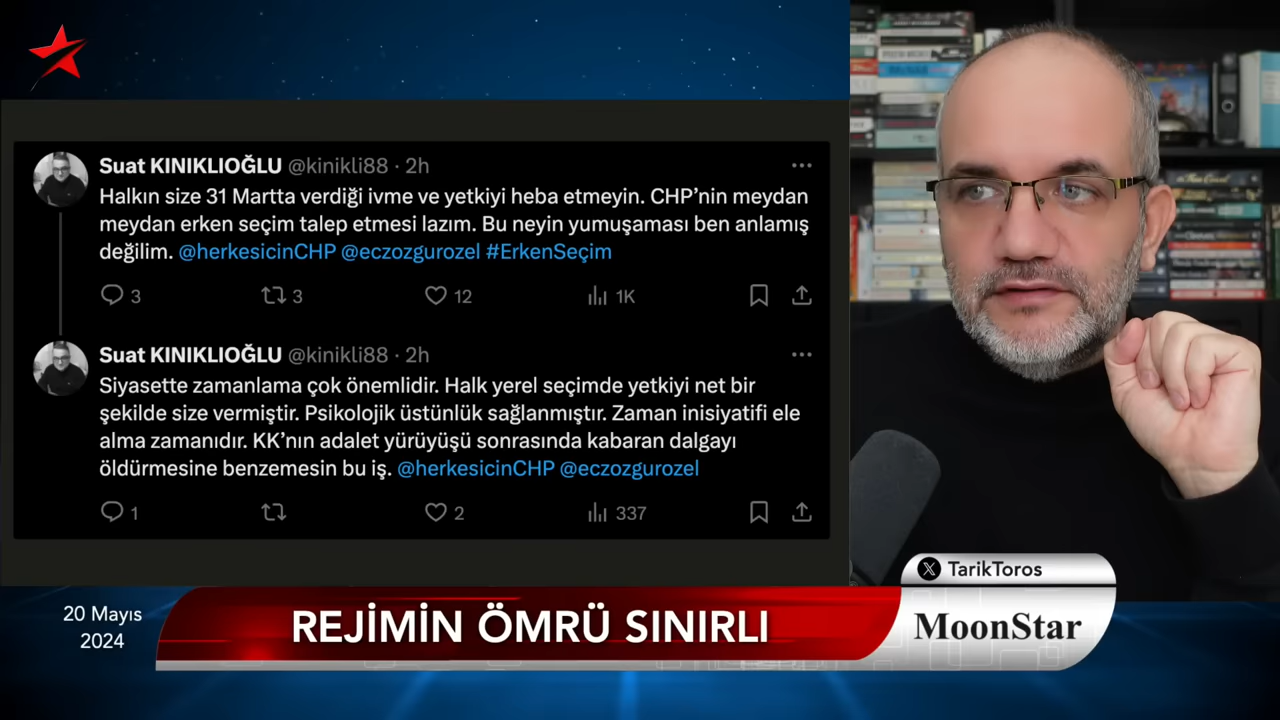 Suat KINIKLIOĞLU @kinikli88 · 2h
Halkın size 31 Martta verdiği ivme ve yetkiyi heba etmeyin. CHP’nin meydan
meydan erken seçim talep etmesi lazım. Bu neyin yumuşaması ben anlamış
değilim. @herkesicinCHP @eczozgurozel #ErkenSeçim
3 3 12 1K
Suat KINIKLIOĞLU @kinikli88 · 2h
Siyasette zamanlama çok önemlidir. Halk yerel seçimde yetkiyi net bir
şekilde size vermiştir. Psikolojik üstünlük sağlanmıştır. Zaman inisiyatifi ele
alma zamanıdır. KK’nın adalet yürüyüşü sonrasında kabaran dalgayı
öldürmesine benzemesin bu iş. @herkesicinCHP @eczozgurozel
1 2 337
TarikToros
MoonStar
20 Mayıs
2024
REJİMİN ÖMRÜ SINIRLI